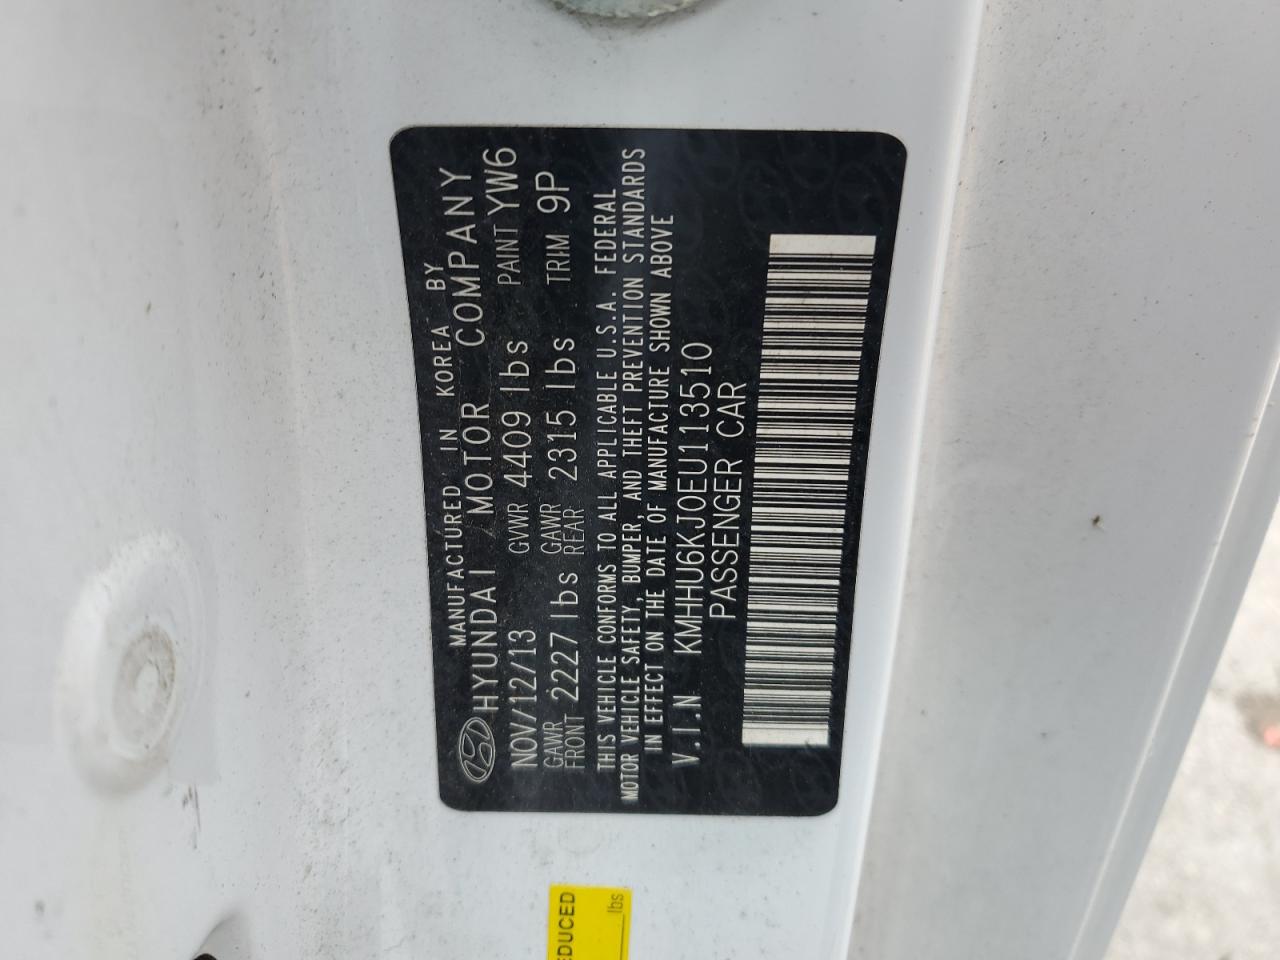 MANUFACTURED IN KOREA BY
HYUNDAI MOTOR COMPANY
NOV/12/13 GVWR 4409 lbs PAINT YW6
GAWR FRONT 2227 lbs GAWR REAR 2315 lbs TRIM 9P
THIS VEHICLE CONFORMS TO ALL APPLICABLE U.S.A. FEDERAL
MOTOR VEHICLE SAFETY, BUMPER, AND THEFT PREVENTION STANDARDS
IN EFFECT ON THE DATE OF MANUFACTURE SHOWN ABOVE
V.I.N KMHHU6KJ0EU113510
PASSENGER CAR
EDUCED
lbs